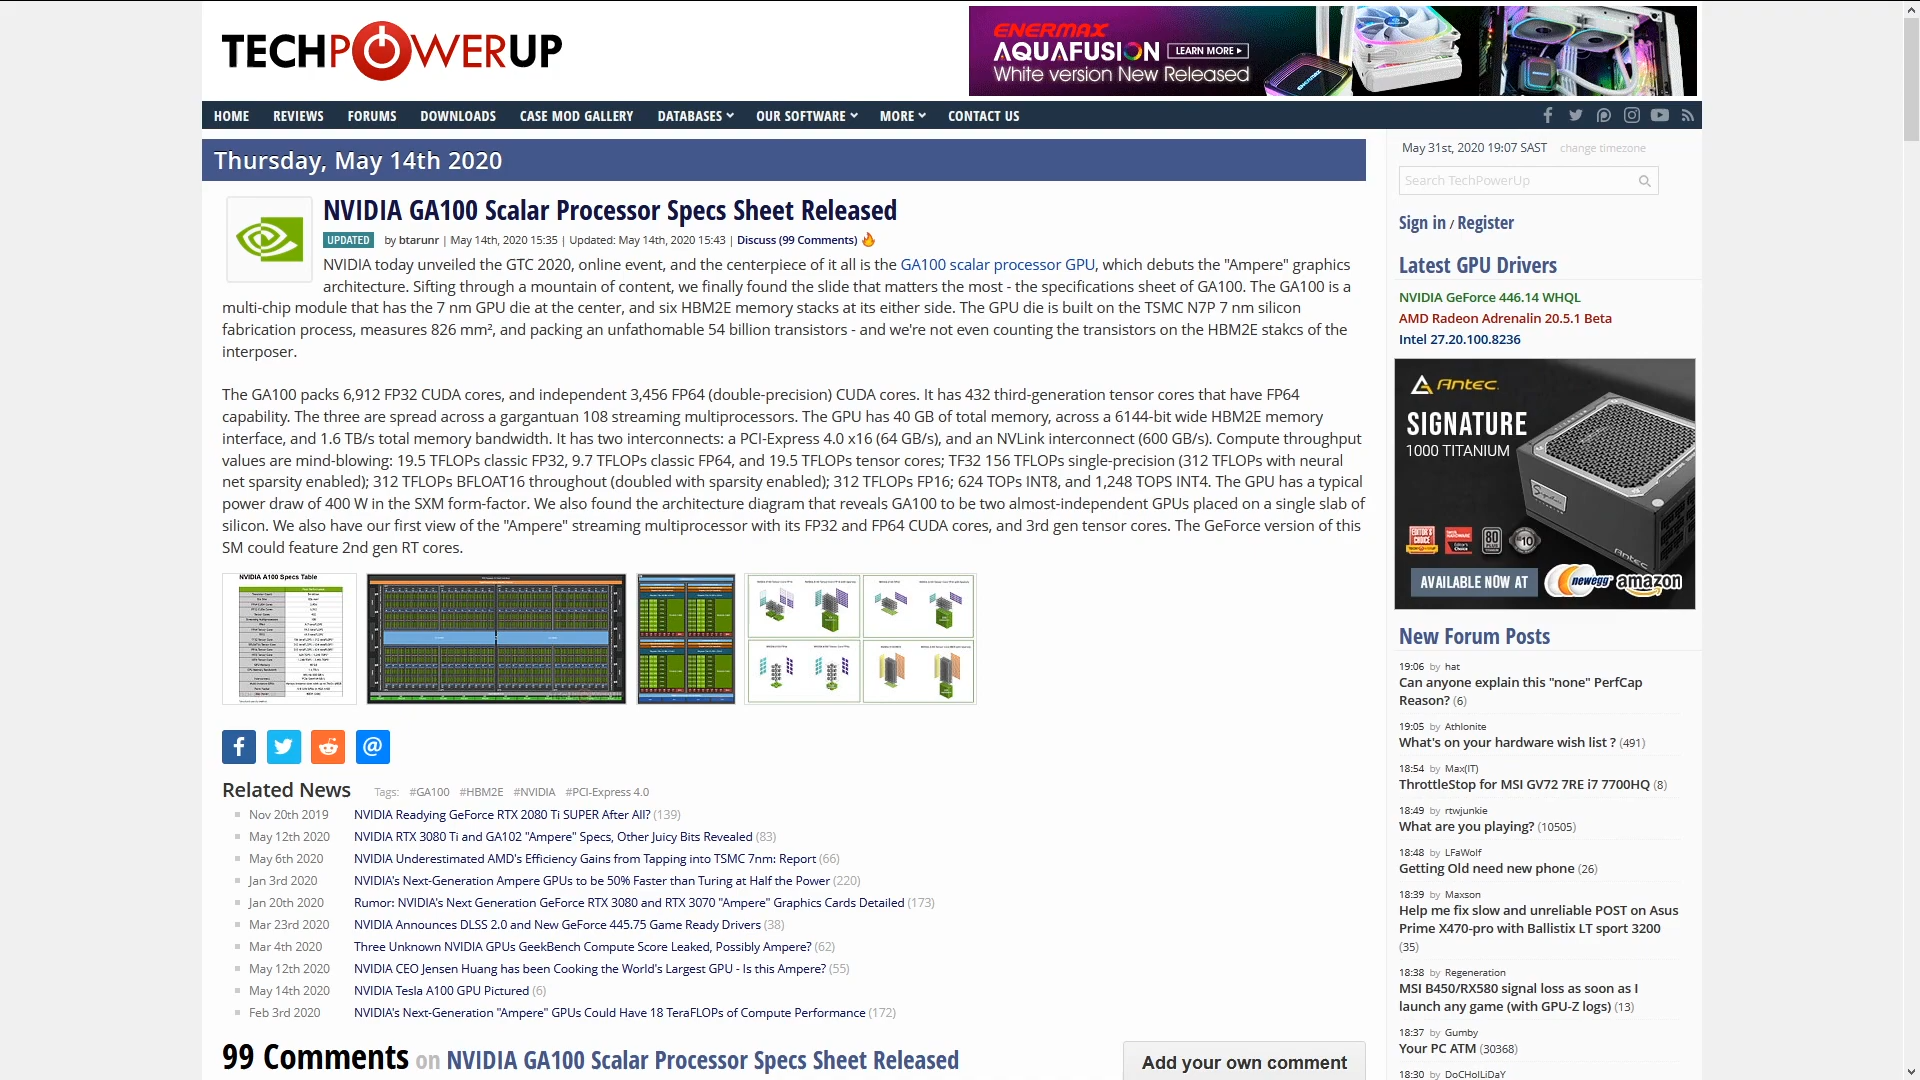 TECHPOWERUP
ENERMAX
AQUAFUSION LEARN MORE
White version New Released
HOME REVIEWS FORUMS DOWNLOADS CASE MOD GALLERY DATABASES OUR SOFTWARE MORE CONTACT US
Thursday, May 14th 2020
NVIDIA GA100 Scalar Processor Specs Sheet Released
UPDATED by btarunr | May 14th, 2020 15:35 | Updated: May 14th, 2020 15:43 | Discuss (99 Comments)
NVIDIA today unveiled the GTC 2020, online event, and the centerpiece of it all is the GA100 scalar processor GPU, which debuts the "Ampere" graphics
architecture. Sifting through a mountain of content, we finally found the slide that matters the most - the specifications sheet of GA100. The GA100 is a
multi-chip module that has the 7 nm GPU die at the center, and six HBM2E memory stacks at its either side. The GPU die is built on the TSMC N7P 7 nm silicon
fabrication process, measures 826 mm², and packing an unfathomable 54 billion transistors - and we're not even counting the transistors on the HBM2E stakcs of the
interposer.
The GA100 packs 6,912 FP32 CUDA cores, and independent 3,456 FP64 (double-precision) CUDA cores. It has 432 third-generation tensor cores that have FP64
capability. The three are spread across a gargantuan 108 streaming multiprocessors. The GPU has 40 GB of total memory, across a 6144-bit wide HBM2E memory
interface, and 1.6 TB/s total memory bandwidth. It has two interconnects: a PCI-Express 4.0 x16 (64 GB/s), and an NVLink interconnect (600 GB/s). Compute throughput
values are mind-blowing: 19.5 TFLOPs classic FP32, 9.7 TFLOPs classic FP64, and 19.5 TFLOPs tensor cores; TF32 156 TFLOPs single-precision (312 TFLOPs with neural
net sparsity enabled); 312 TFLOPs BFLOAT16 throughout (doubled with sparsity enabled); 312 TFLOPs FP16; 624 TOPs INT8, and 1,248 TOPS INT4. The GPU has a typical
power draw of 400 W in the SXM form-factor. We also found the architecture diagram that reveals GA100 to be two almost-independent GPUs placed on a single slab of
silicon. We also have our first view of the "Ampere" streaming multiprocessor with its FP32 and FP64 CUDA cores, and 3rd gen tensor cores. The GeForce version of this
SM could feature 2nd gen RT cores.
NVIDIA A100 Specs Table
Related News Tags: #GA100 #HBM2E #NVIDIA #PCI-Express 4.0
Nov 20th 2019 NVIDIA Readying GeForce RTX 2080 Ti SUPER After All? (139)
May 12th 2020 NVIDIA RTX 3080 Ti and GA102 "Ampere" Specs, Other Juicy Bits Revealed (83)
May 6th 2020 NVIDIA Underestimated AMD's Efficiency Gains from Tapping into TSMC 7nm: Report (66)
Jan 3rd 2020 NVIDIA's Next-Generation Ampere GPUs to be 50% Faster than Turing at Half the Power (220)
Jan 20th 2020 Rumor: NVIDIA's Next Generation GeForce RTX 3080 and RTX 3070 "Ampere" Graphics Cards Detailed (173)
Mar 23rd 2020 NVIDIA Announces DLSS 2.0 and New GeForce 445.75 Game Ready Drivers (38)
Mar 4th 2020 Three Unknown NVIDIA GPUs GeekBench Compute Score Leaked, Possibly Ampere? (62)
May 12th 2020 NVIDIA CEO Jensen Huang has been Cooking the World's Largest GPU - Is this Ampere? (55)
May 14th 2020 NVIDIA Tesla A100 GPU Pictured (6)
Feb 3rd 2020 NVIDIA's Next-Generation "Ampere" GPUs Could Have 18 TeraFLOPs of Compute Performance (172)
99 Comments on NVIDIA GA100 Scalar Processor Specs Sheet Released
Add your own comment
May 31st, 2020 19:07 SAST change timezone
Search TechPowerUp
Sign in / Register
Latest GPU Drivers
NVIDIA GeForce 446.14 WHQL
AMD Radeon Adrenalin 20.5.1 Beta
Intel 27.20.100.8236
Antec
SIGNATURE
1000 TITANIUM
Signature
Antec
AVAILABLE NOW AT newegg amazon
New Forum Posts
19:06 by hat
Can anyone explain this "none" PerfCap
Reason? (6)
19:05 by Athlonite
What's on your hardware wish list ? (491)
18:54 by Max(IT)
ThrottleStop for MSI GV72 7RE i7 7700HQ (8)
18:49 by rtwjunkie
What are you playing? (10505)
18:48 by LFaWolf
Getting Old need new phone (26)
18:39 by Maxson
Help me fix slow and unreliable POST on Asus
Prime X470-pro with Ballistix LT sport 3200
(35)
18:38 by Regeneration
MSI B450/RX580 signal loss as soon as I
launch any game (with GPU-Z logs) (13)
18:37 by Gumby
Your PC ATM (30368)
18:30 by DoCHolLiDaY